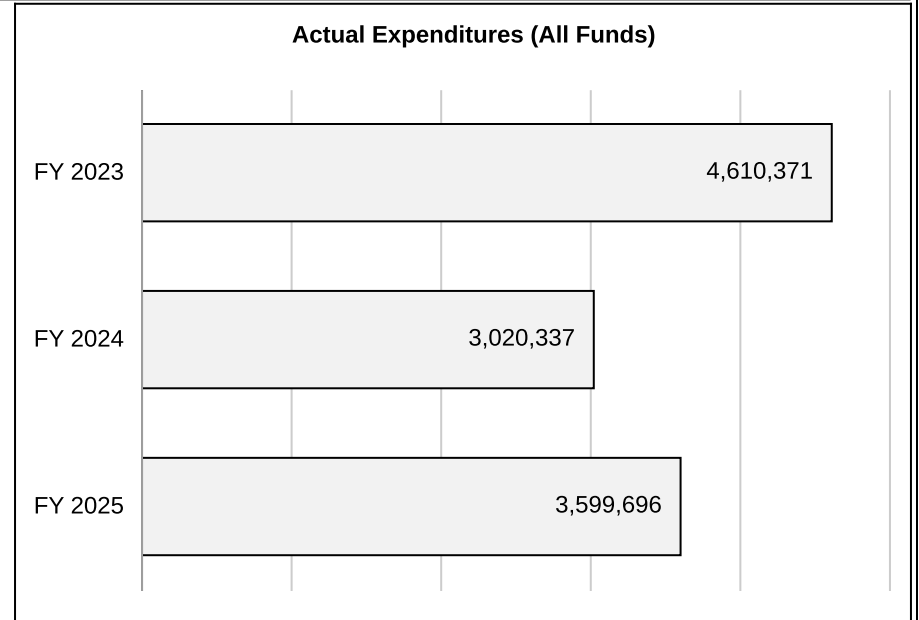 Actual Expenditures (All Funds)
FY 2023 4,610,371
FY 2024 3,020,337
FY 2025 3,599,696